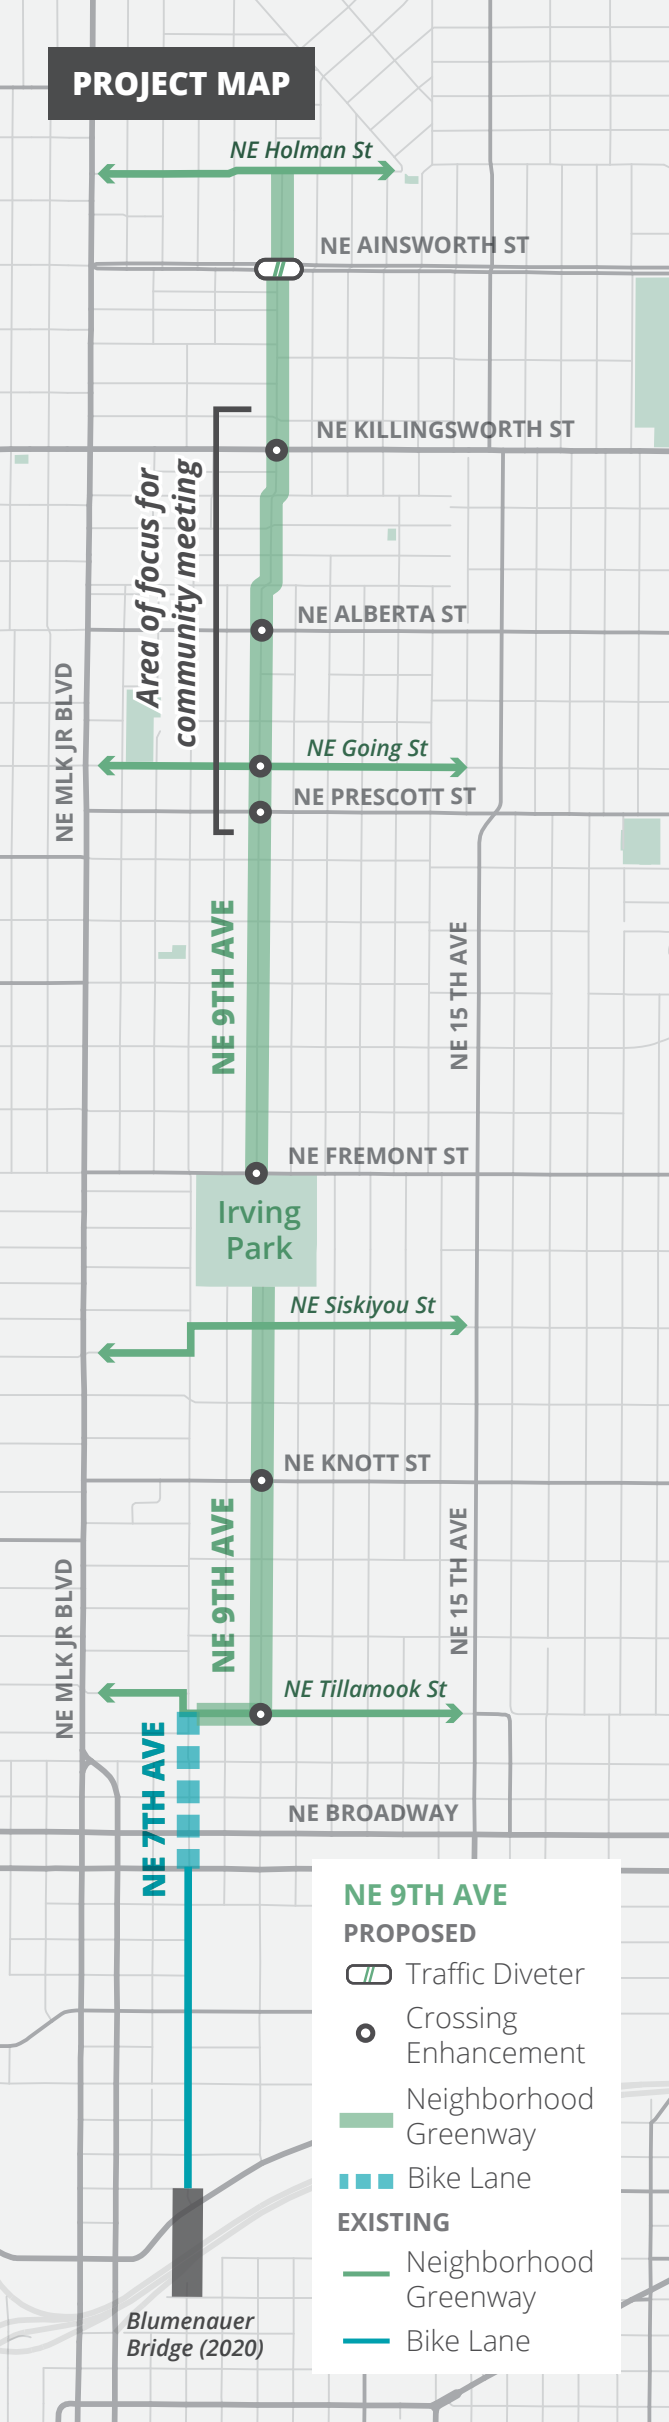 PROJECT MAP
NE Holman St
NE AINSWORTH ST
NE KILLINGSWORTH ST
Area of focus for
community meeting
NE ALBERTA ST
NE MLK JR BLVD
NE Going St
NE PRESCOTT ST
NE 9TH AVE
NE 15 TH AVE
NE FREMONT ST
Irving
Park
NE Siskiyou St
NE KNOTT ST
NE 9TH AVE
NE 15 TH AVE
NE MLK JR BLVD
NE Tillamook St
NE 7TH AVE
NE BROADWAY
NE 9TH AVE
PROPOSED
Traffic Diveter
Crossing
Enhancement
Neighborhood
Greenway
Bike Lane
EXISTING
Neighborhood
Greenway
Bike Lane
Blumenauer
Bridge (2020)